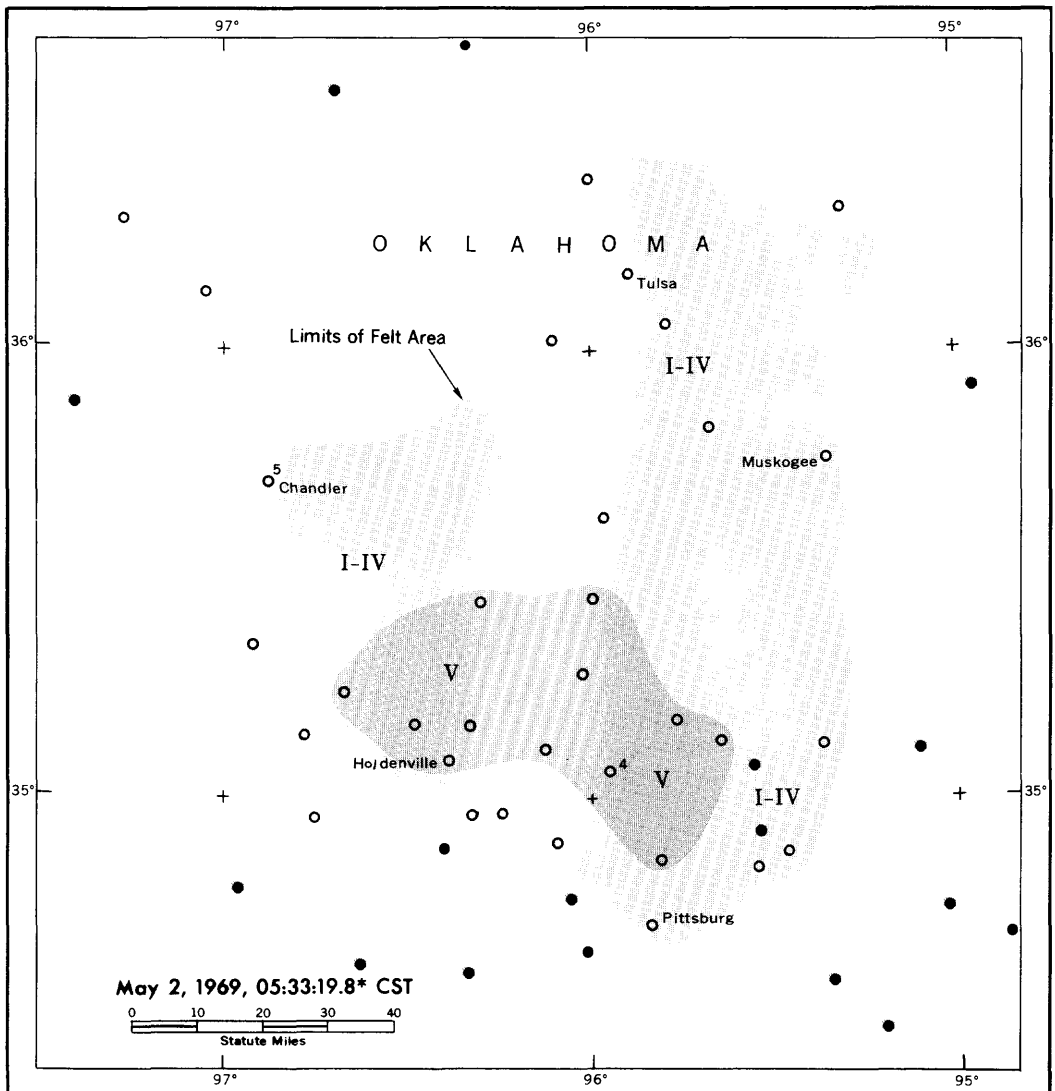 97° 96° 95°
O K L A H O M A
Tulsa
Limits of Felt Area
36° 36°
I-IV
Muskogee
5
Chandler
I-IV
V
Holdenville
4
V
35° 35°
I-IV
Pittsburg
May 2, 1969, 05:33:19.8* CST
0 10 20 30 40
Statute Miles
97° 96° 95°